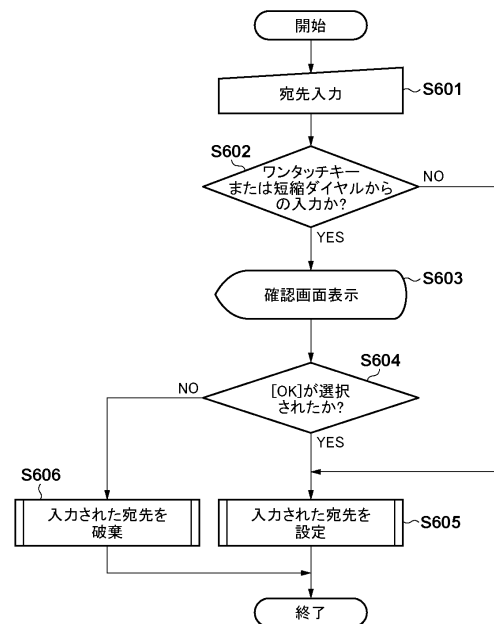 開始
宛先入力
S601
S602
ワンタッチキー
または短縮ダイヤルから
の入力か?
NO
YES
確認画面表示
S603
S604
[OK]が選択
されたか?
NO
YES
S606
入力された宛先を
破棄
入力された宛先を
設定
S605
終了